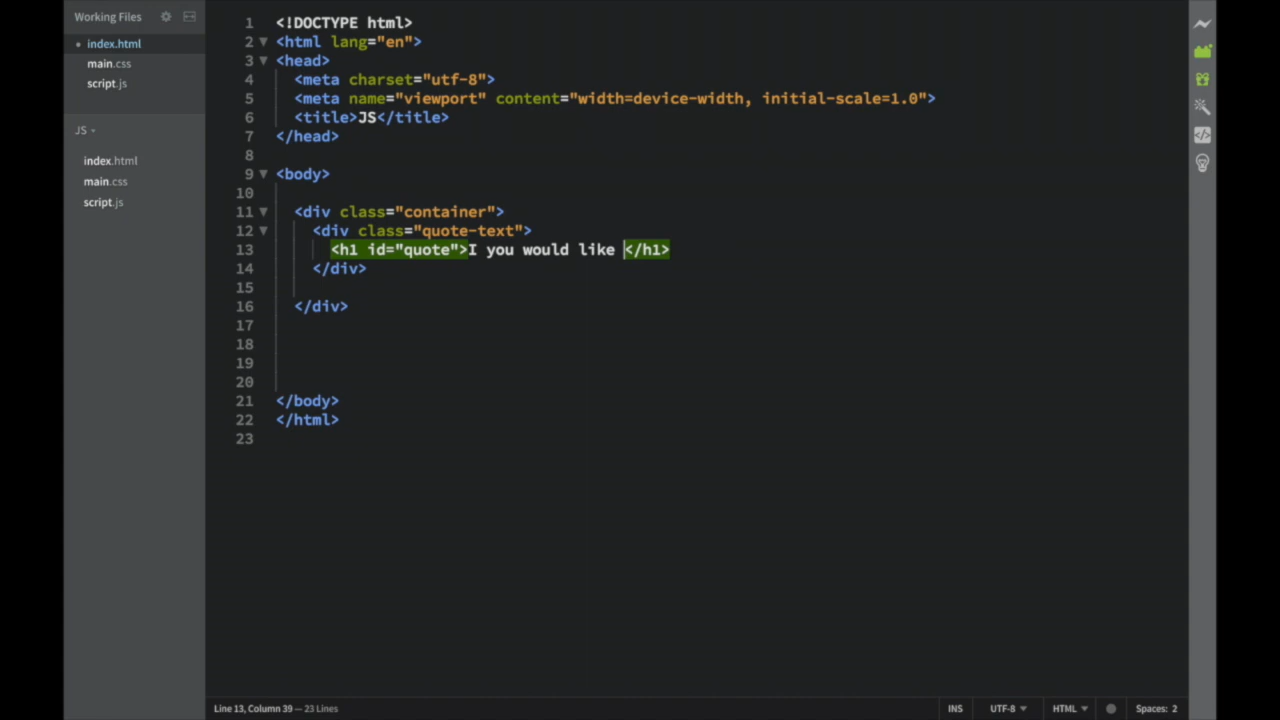 Working Files
index.html
main.css
script.js
JS
index.html
main.css
script.js
1 <!DOCTYPE html>
2 <html lang="en">
3 <head>
4 <meta charset="utf-8">
5 <meta name="viewport" content="width=device-width, initial-scale=1.0">
6 <title>JS</title>
7 </head>
8
9 <body>
10
11 <div class="container">
12 <div class="quote-text">
13 <h1 id="quote">I you would like </h1>
14 </div>
15
16 </div>
17
18
19
20
21 </body>
22 </html>
23
Line 13, Column 39 — 23 Lines
INS UTF-8 HTML Spaces: 2